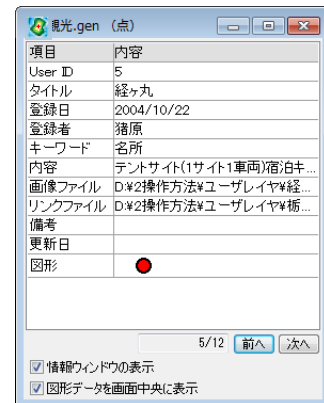 観光.gen （点）
項目 内容
User ID 5
タイトル 経ヶ丸
登録日 2004/10/22
登録者 猪原
キーワード 名所
内容 テントサイト(1サイト1車両)宿泊キ...
画像ファイル D:¥2操作方法¥ユーザレイヤ¥経...
リンクファイル D:¥2操作方法¥ユーザレイヤ¥栃...
備考
更新日
図形
5/12 前へ 次へ
情報ウィンドウの表示
図形データを画面中央に表示